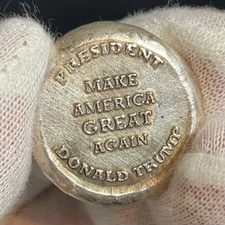 PRESIDENT
MAKE
AMERICA
GREAT
AGAIN
DONALD TRUMP